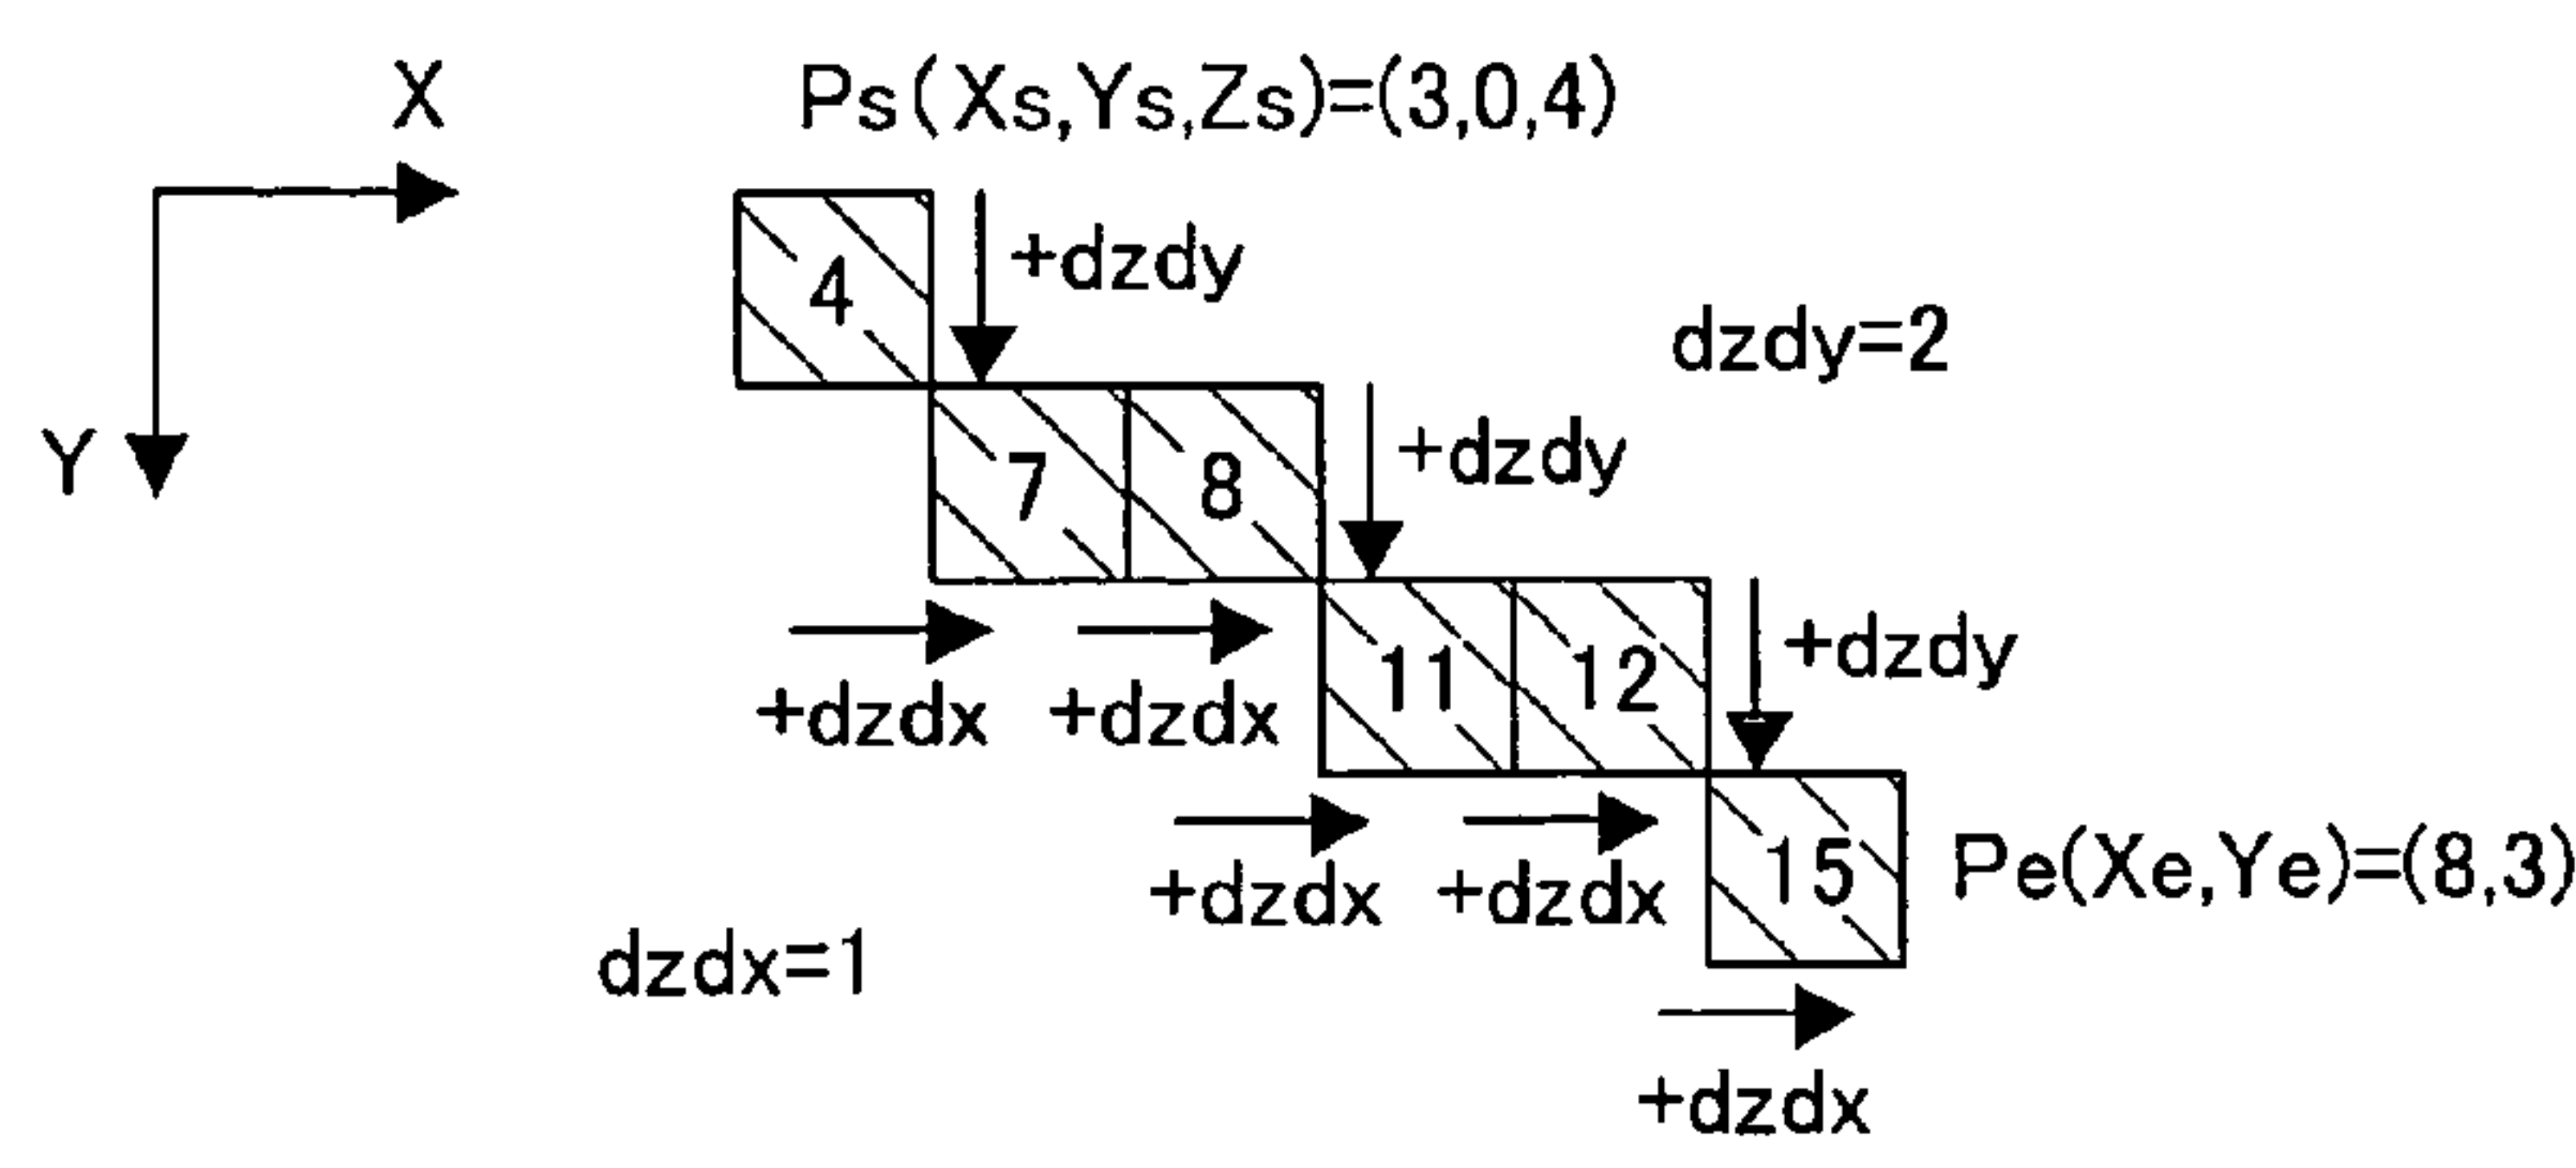 X
Ps(Xs,Ys,Zs)=(3,0,4)
+dzdy
4
dzdy=2
Y
7
8
+dzdy
+dzdx
+dzdx
11
12
+dzdy
+dzdx
+dzdx
15
Pe(Xe,Ye)=(8,3)
dzdx=1
+dzdx